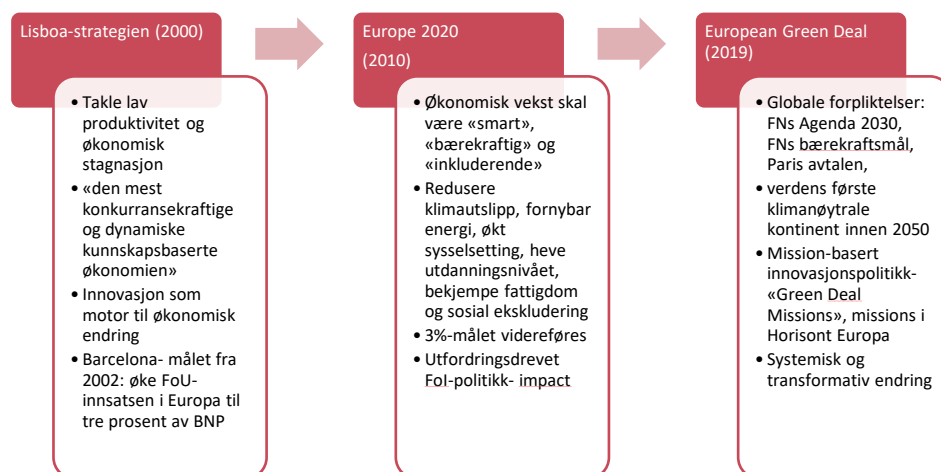 Lisboa-strategien (2000)
• Takle lav
produktivitet og
økonomisk
stagnasjon
• «den mest
konkurransekraftige
og dynamiske
kunnskapsbaserte
økonomien»
• Innovasjon som
motor til økonomisk
endring
• Barcelona- målet fra
2002: øke FoU-
innsatsen i Europa til
tre prosent av BNP
Europe 2020
(2010)
• Økonomisk vekst skal
være «smart»,
«bærekraftig» og
«inkluderende»
• Redusere
klimautslipp, fornybar
energi, økt
sysselsetting, heve
utdanningsnivået,
bekjempe fattigdom
og sosial ekskludering
• 3%-målet videreføres
• Utfordringsdrevet
FoI-politikk- impact
European Green Deal
(2019)
• Globale forpliktelser:
FNs Agenda 2030,
FNs bærekraftsmål,
Paris avtalen,
• verdens første
klimanøytrale
kontinent innen 2050
• Mission-basert
innovasjonspolitikk-
«Green Deal
Missions», missions i
Horisont Europa
• Systemisk og
transformativ endring